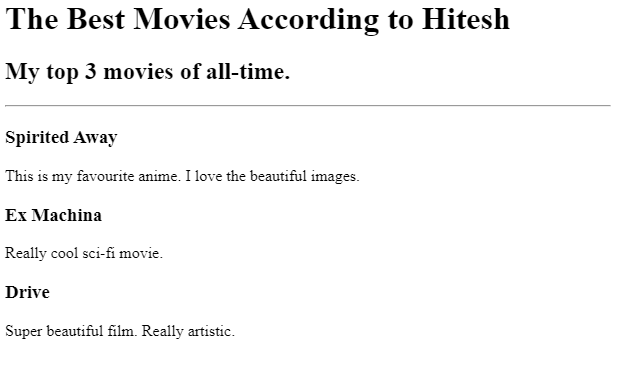 The Best Movies According to Hitesh
My top 3 movies of all-time.
Spirited Away
This is my favourite anime. I love the beautiful images.
Ex Machina
Really cool sci-fi movie.
Drive
Super beautiful film. Really artistic.